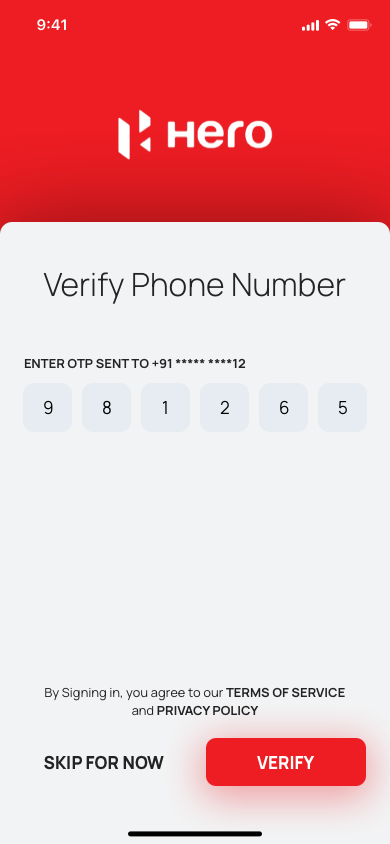 9:41
Hero
Verify Phone Number
ENTER OTP SENT TO +91 ***** ****12
9 8 1 2 6 5
By Signing in, you agree to our TERMS OF SERVICE
and PRIVACY POLICY
SKIP FOR NOW VERIFY